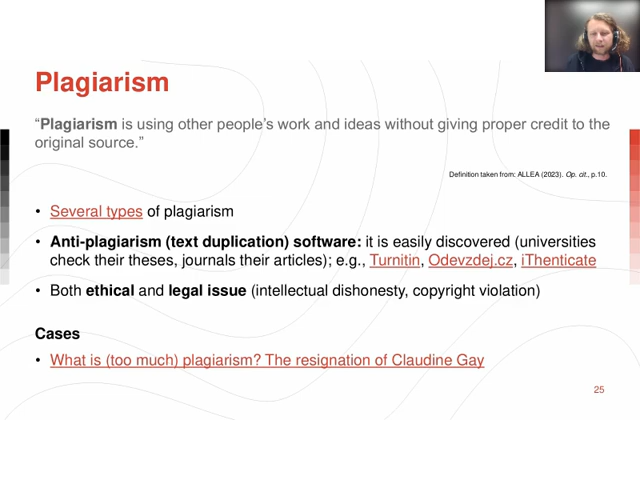 Plagiarism
“Plagiarism is using other people’s work and ideas without giving proper credit to the
original source.”
Definition taken from: ALLEA (2023). Op. cit., p.10.
• Several types of plagiarism
• Anti-plagiarism (text duplication) software: it is easily discovered (universities
check their theses, journals their articles); e.g., Turnitin, Odevzdej.cz, iThenticate
• Both ethical and legal issue (intellectual dishonesty, copyright violation)
Cases
• What is (too much) plagiarism? The resignation of Claudine Gay
25